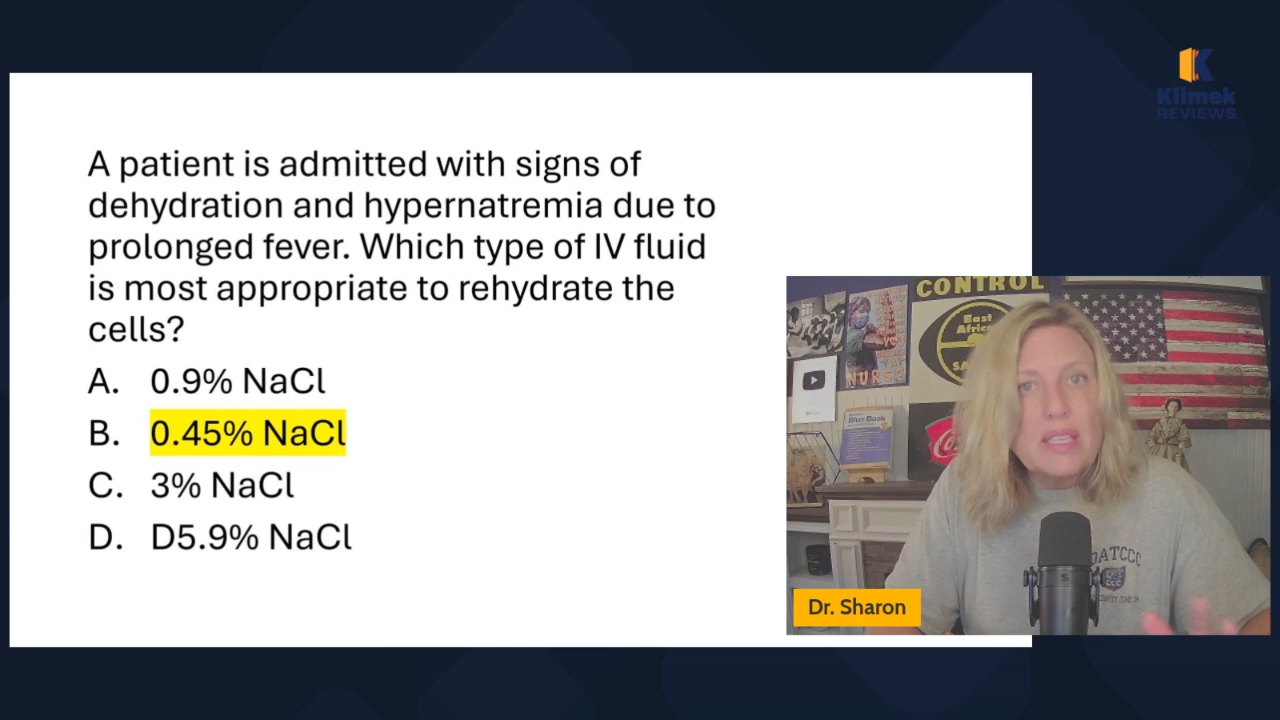 Klimek
REVIEWS
A patient is admitted with signs of
dehydration and hypernatremia due to
prolonged fever. Which type of IV fluid
is most appropriate to rehydrate the
cells?
A. 0.9% NaCl
B. 0.45% NaCl
C. 3% NaCl
D. D5.9% NaCl
CONTROL
East
NURSE
Blue Book
Dr. Sharon